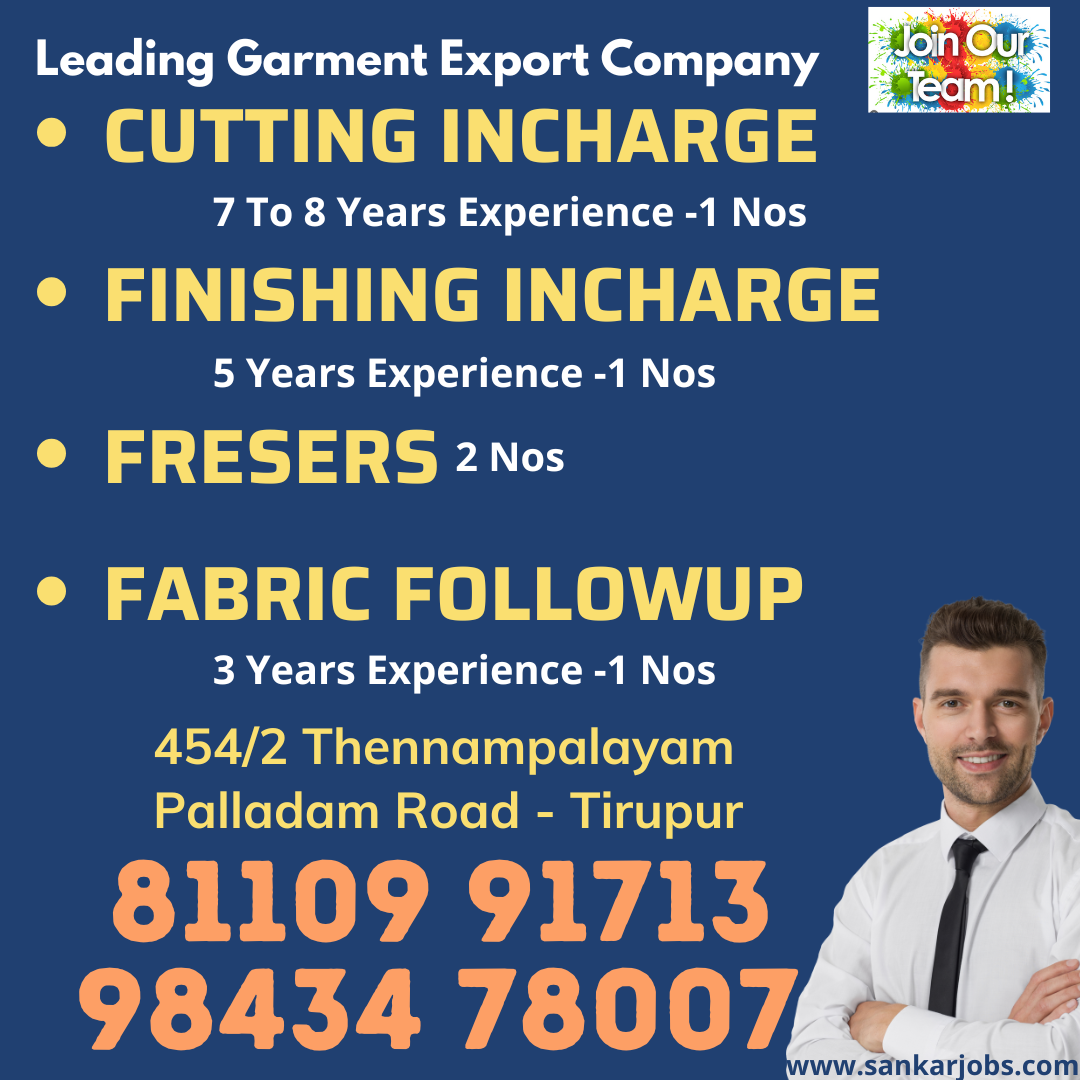 Leading Garment Export Company
Join Our
Team!
• CUTTING INCHARGE
7 To 8 Years Experience -1 Nos
• FINISHING INCHARGE
5 Years Experience -1 Nos
• FRESERS 2 Nos
• FABRIC FOLLOWUP
3 Years Experience -1 Nos
454/2 Thennampalayam
Palladam Road - Tirupur
81109 91713
98434 78007
www.sankarjobs.com